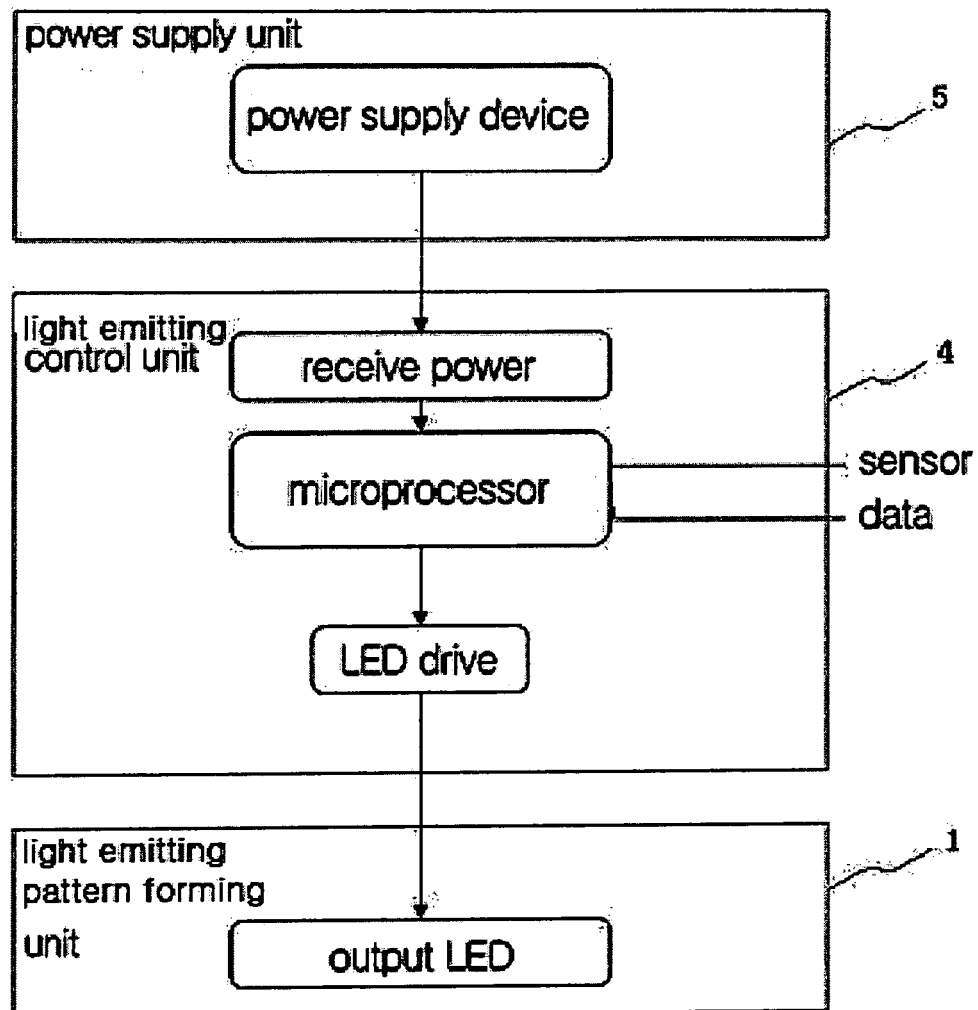 power supply unit
power supply device
5
light emitting
control unit
receive power
4
microprocessor
sensor
data
LED drive
light emitting
pattern forming
unit
1
output LED